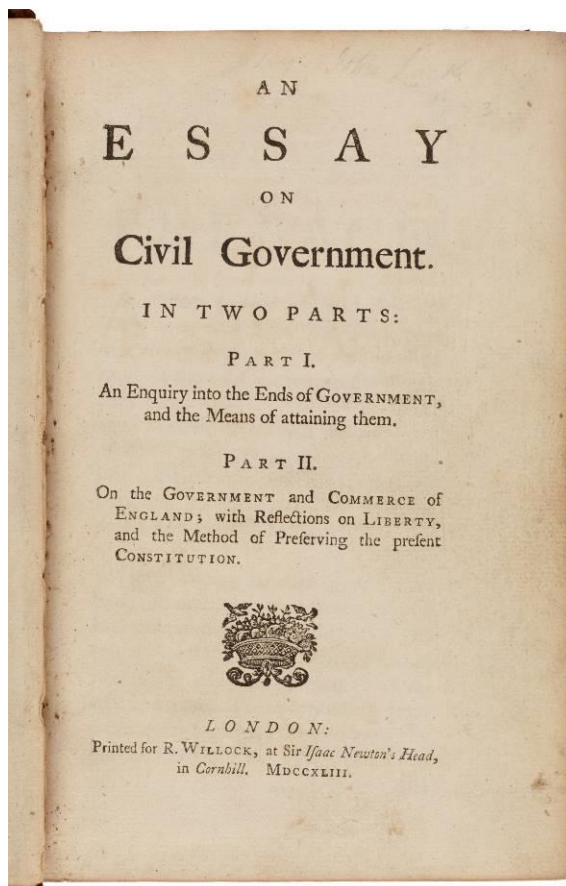 AN
ESSAY
ON
Civil Government.
IN TWO PARTS:
PART I.
An Enquiry into the Ends of GOVERNMENT,
and the Means of attaining them.
PART II.
On the GOVERNMENT and COMMERCE of
ENGLAND; with Reflections on LIBERTY,
and the Method of Preſerving the preſent
CONSTITUTION.
LONDON:
Printed for R. WILLOCK, at Sir Iſaac Newton's Head,
in Cornhill. MDCCXLIII.